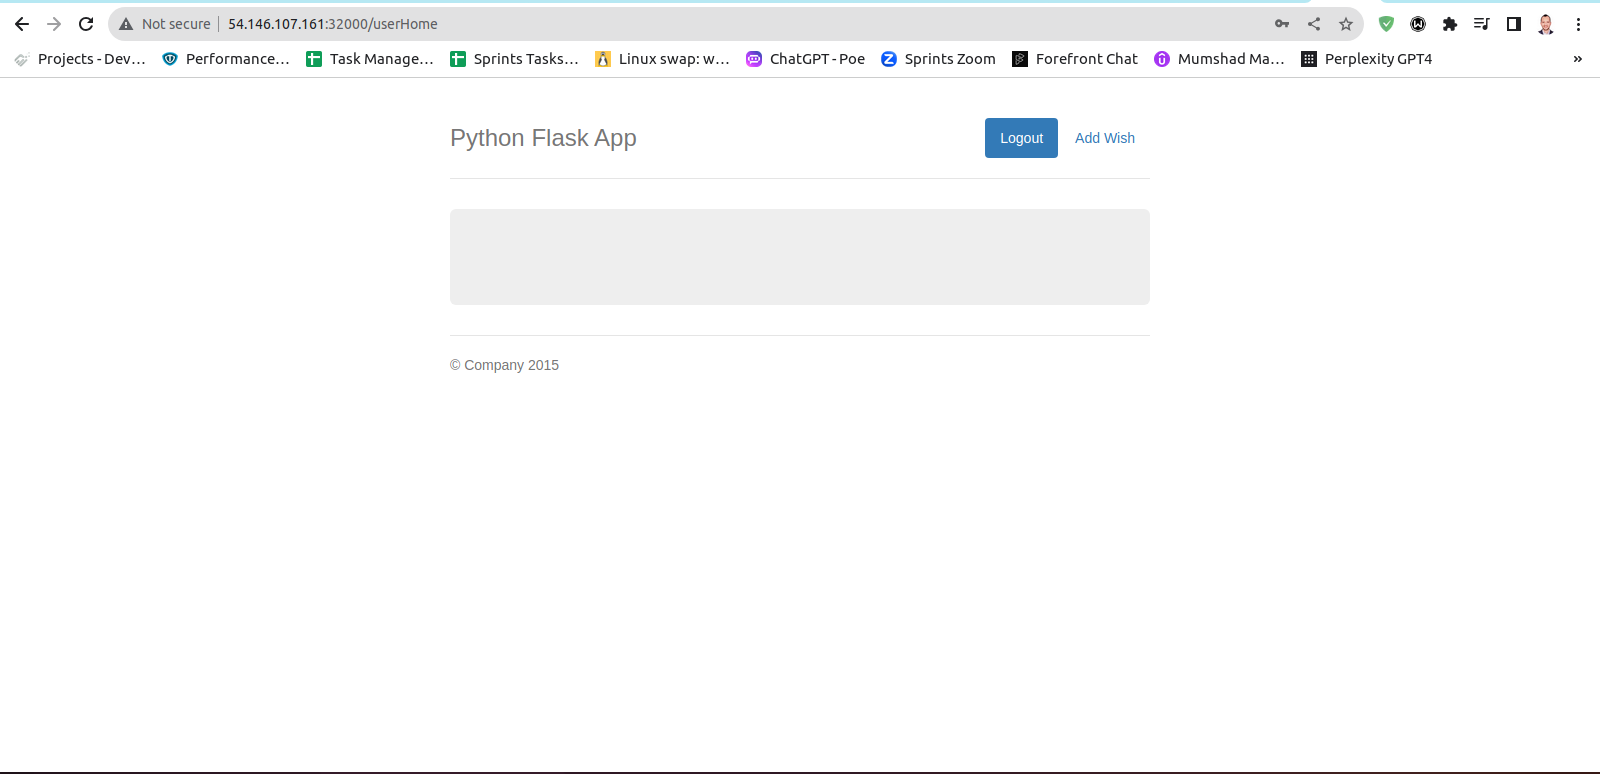 Not secure 54.146.107.161:32000/userHome
Projects - Dev... Performance... Task Manage... Sprints Tasks... Linux swap: w... ChatGPT - Poe Sprints Zoom Forefront Chat Mumshad Ma... Perplexity GPT4 »
Python Flask App Logout Add Wish
© Company 2015